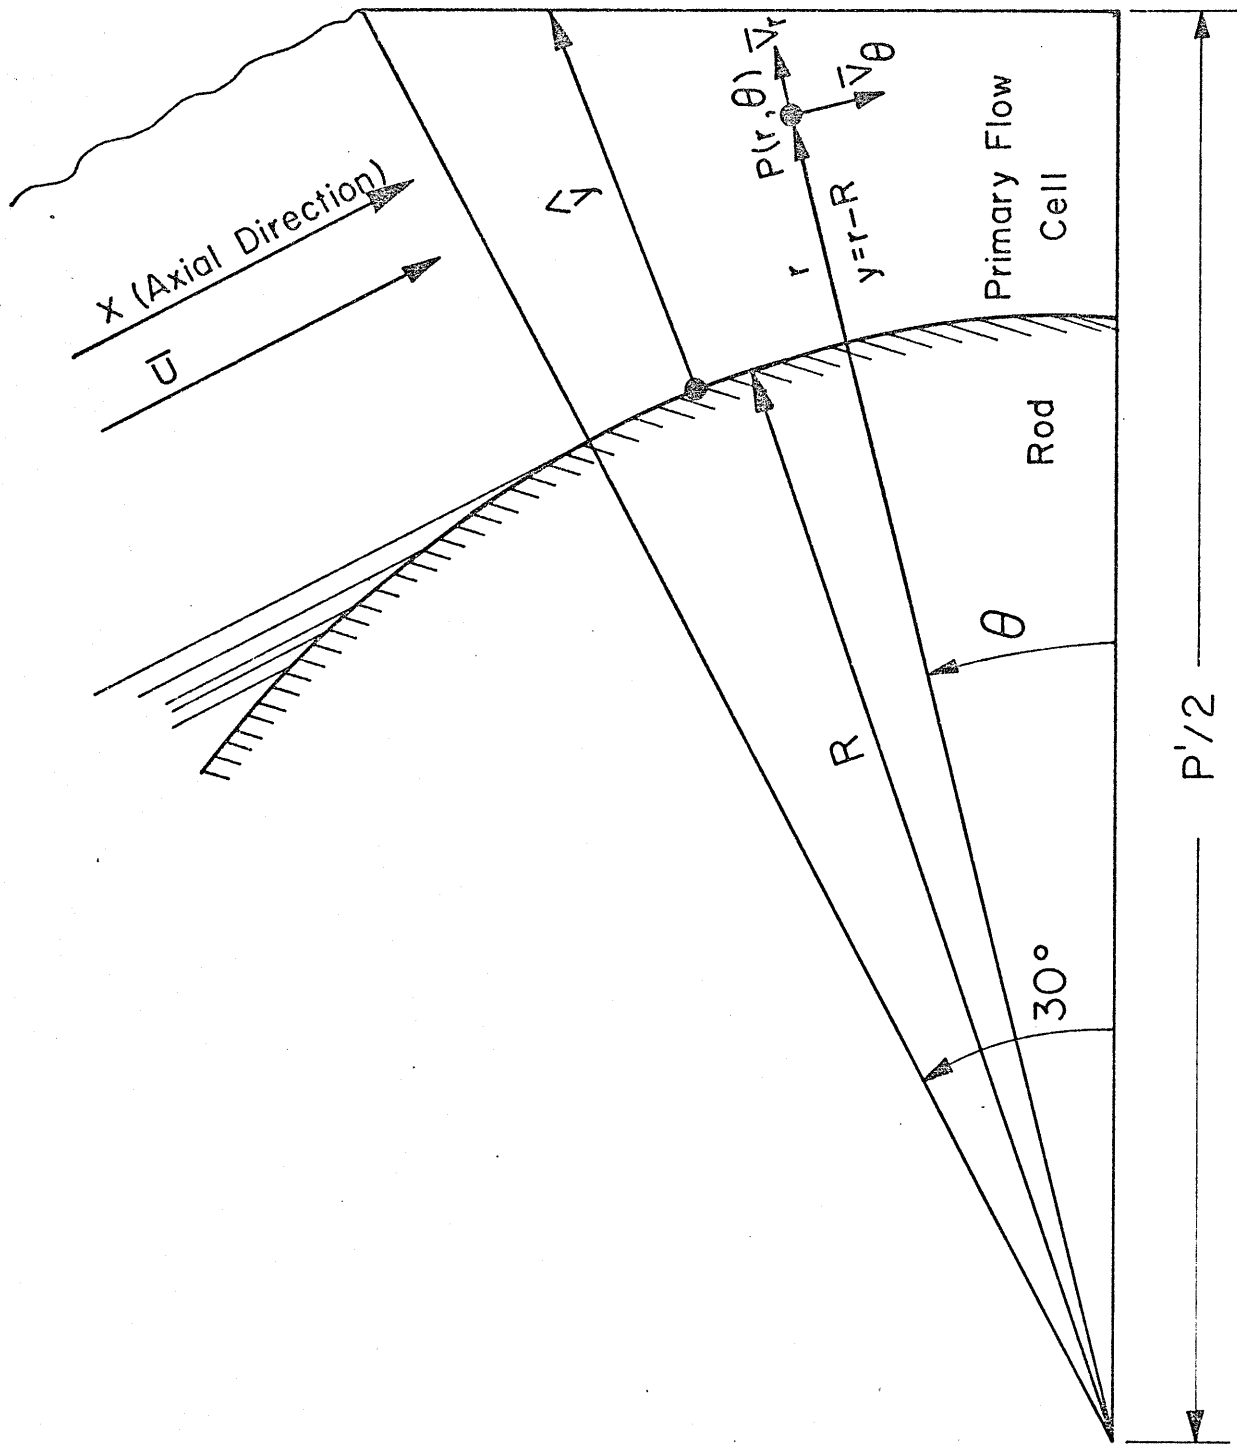 X (Axial Direction)
U̅
ŷ
P(r, θ)
V̅r
V̅θ
r
y=r-R
Primary Flow
Cell
Rod
R
θ
30°
P'/2